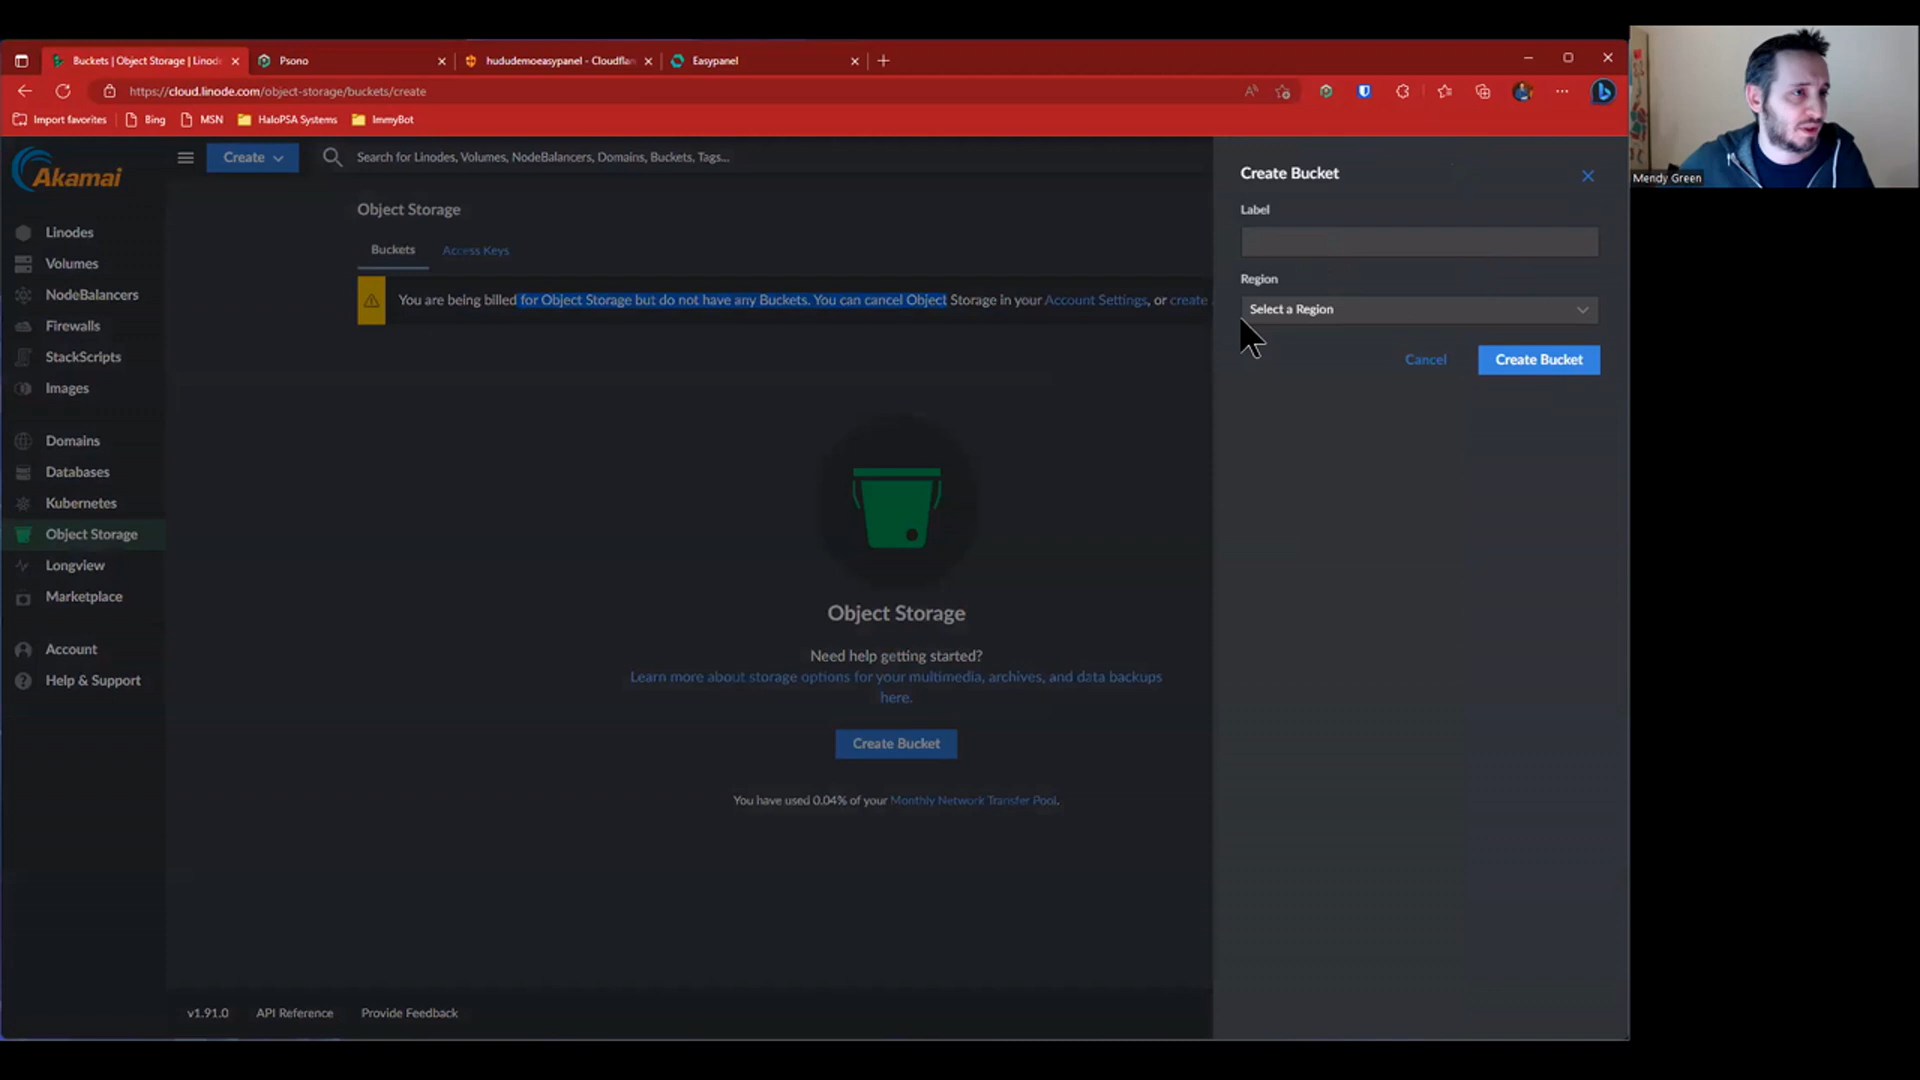 Buckets | Object Storage | Linode
Psono
hududemoeasypanel - Cloudflar
Easypanel
https://cloud.linode.com/object-storage/buckets/create
Import favorites
Bing
MSN
HaloPSA Systems
ImmyBot
Mendy Green
Akamai
Create
Search for Linodes, Volumes, NodeBalancers, Domains, Buckets, Tags...
Linodes
Volumes
NodeBalancers
Firewalls
StackScripts
Images
Domains
Databases
Kubernetes
Object Storage
Longview
Marketplace
Account
Help & Support
Object Storage
Buckets
Access Keys
You are being billed for Object Storage but do not have any Buckets. You can cancel Object Storage in your Account Settings, or create
Object Storage
Need help getting started?
Learn more about storage options for your multimedia, archives, and data backups
here.
Create Bucket
You have used 0.04% of your Monthly Network Transfer Pool.
v1.91.0
API Reference
Provide Feedback
Create Bucket
Label
Region
Select a Region
Cancel
Create Bucket